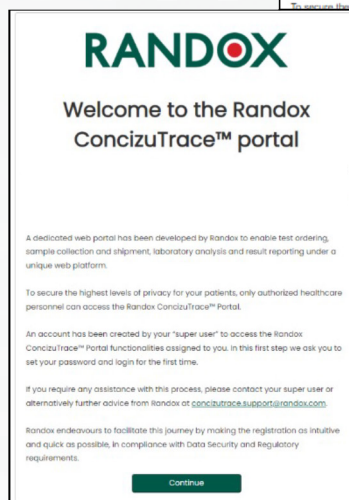 To secure the
RANDOX
Welcome to the Randox
ConcizuTrace™ portal
A dedicated web portal has been developed by Randox to enable test ordering,
sample collection and shipment, laboratory analysis and result reporting under a
unique web platform.
To secure the highest levels of privacy for your patients, only authorized healthcare
personnel can access the Randox ConcizuTrace™ Portal.
An account has been created by your "super user" to access the Randox
ConcizuTrace™ Portal functionalities assigned to you. In this first step we ask you to
set your password and login for the first time.
If you require any assistance with this process, please contact your super user or
alternatively further advice from Randox at concizutrace.support@randox.com.
Randox endeavours to facilitate this journey by making the registration as intuitive
and quick as possible, in compliance with Data Security and Regulatory
requirements.
Continue